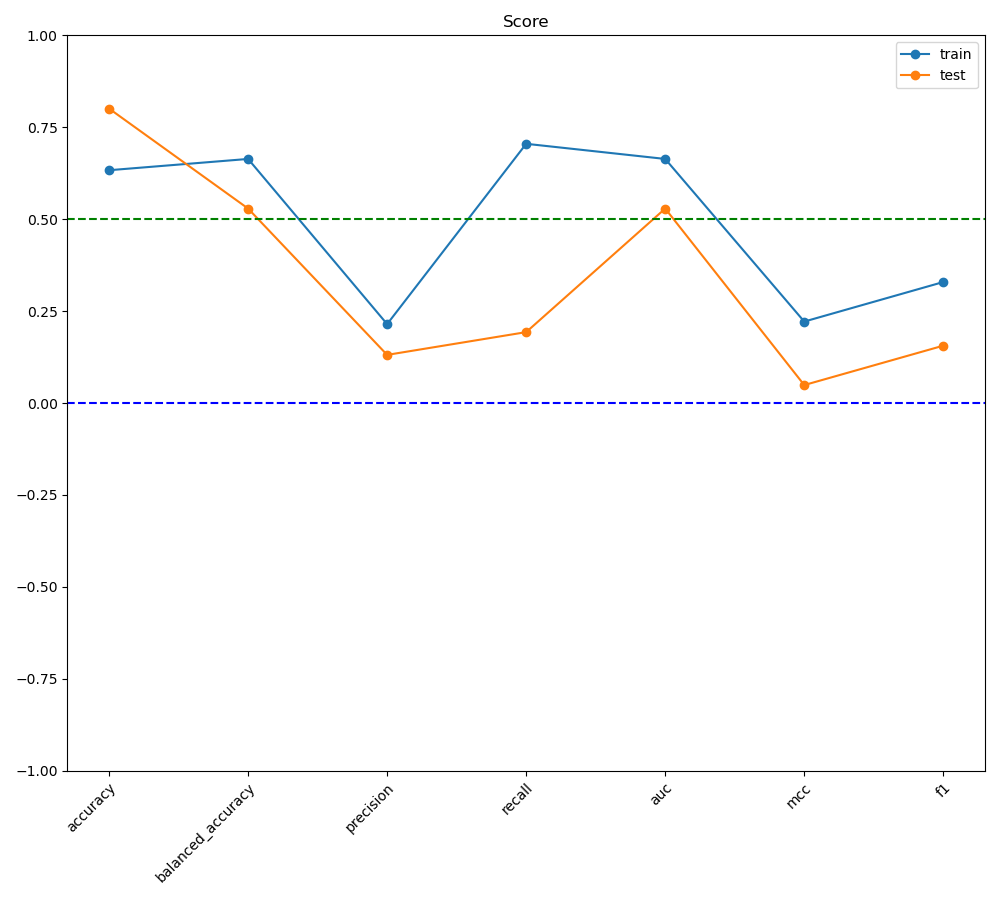 Score
train
test
1.00
0.75
0.50
0.25
0.00
−0.25
−0.50
−0.75
−1.00
accuracy
balanced_accuracy
precision
recall
auc
mcc
f1